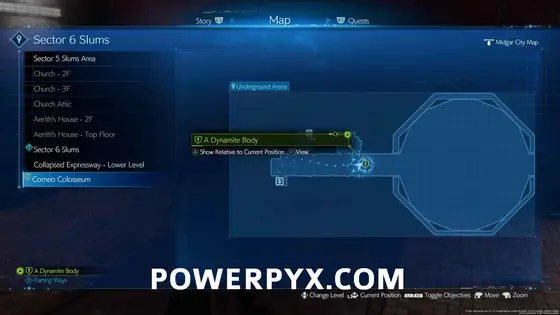 Story
Map
Quests
Sector 6 Slums
Midgar City Map
Sector 5 Slums Area
Church - 2F
Church - 3F
Church Attic
Aerith's House - 2F
Aerith's House - Top Floor
Sector 6 Slums
Collapsed Expressway - Lower Level
Corneo Colosseum
Underground Arena
A Dynamite Body
Show Relative to Current Position
View
A Dynamite Body
Parting Ways
POWERPYX.COM
Change Level
Current Position
Toggle Objectives
Move
Zoom